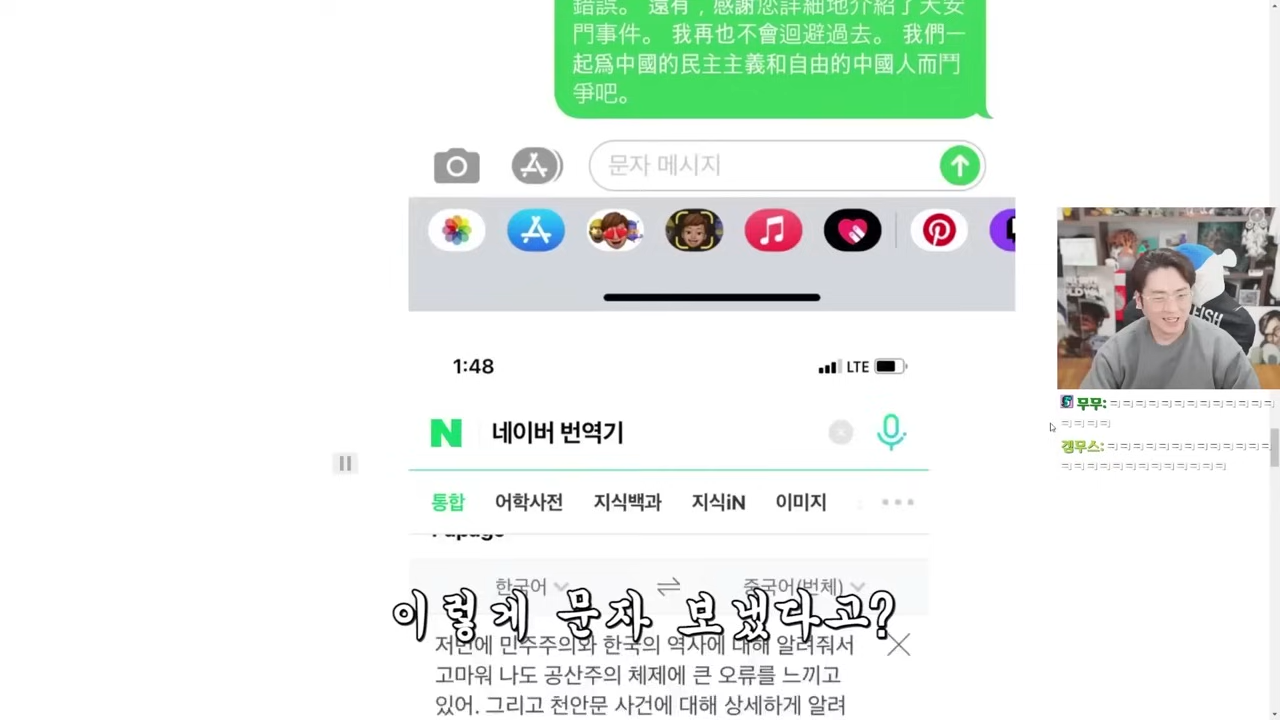 錯誤。 還有，感謝您詳細地介紹了天安
門事件。 我再也不會迴避過去。 我們一
起爲中國的民主主義和自由的中國人而鬥
爭吧。
문자 메시지
1:48
LTE
N 네이버 번역기
통합 어학사전 지식백과 지식iN 이미지
Papago
한국어 중국어(번체)
이렇게 문자 보냈다고?
저번에 민주주의와 한국의 역사에 대해 알려줘서
고마워 나도 공산주의 체제에 큰 오류를 느끼고
있어. 그리고 천안문 사건에 대해 상세하게 알려
FISH
무무: ㅋㅋㅋㅋㅋㅋㅋㅋㅋㅋㅋㅋㅋ
ㅋㅋㅋㅋ
갱무스: ㅋㅋㅋㅋㅋㅋㅋㅋㅋㅋㅋㅋㅋ
ㅋㅋㅋㅋㅋㅋㅋㅋㅋㅋㅋㅋㅋ